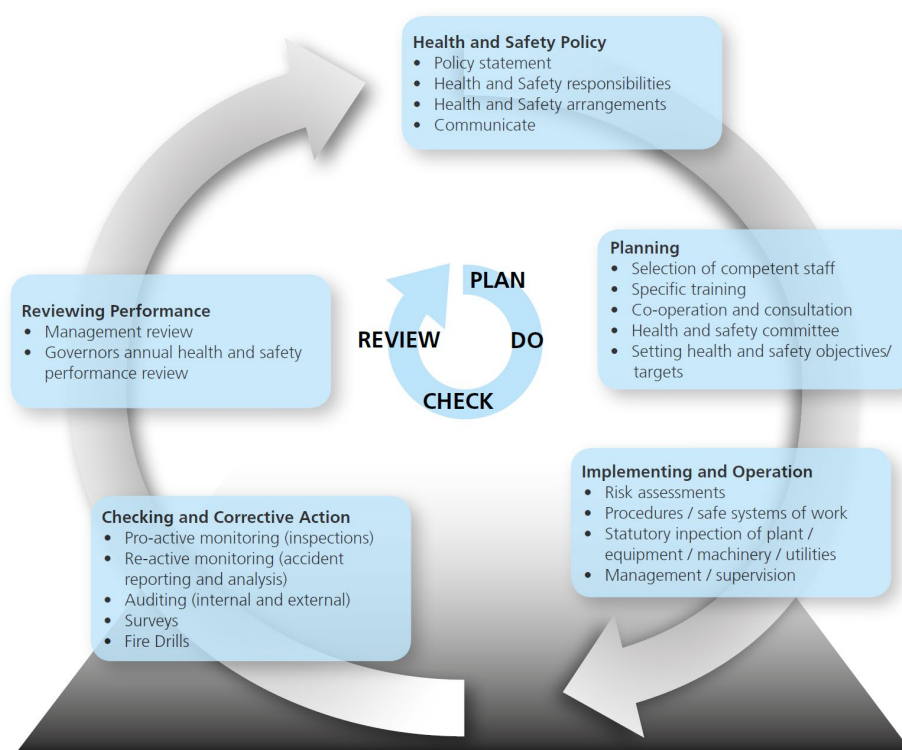 Health and Safety Policy
• Policy statement
• Health and Safety responsibilities
• Health and Safety arrangements
• Communicate
Planning
• Selection of competent staff
• Specific training
• Co-operation and consultation
• Health and safety committee
• Setting health and safety objectives/
targets
Implementing and Operation
• Risk assessments
• Procedures / safe systems of work
• Statutory inpection of plant /
equipment / machinery / utilities
• Management / supervision
Checking and Corrective Action
• Pro-active monitoring (inspections)
• Re-active monitoring (accident
reporting and analysis)
• Auditing (internal and external)
• Surveys
• Fire Drills
Reviewing Performance
• Management review
• Governors annual health and safety
performance review
PLAN
DO
CHECK
REVIEW